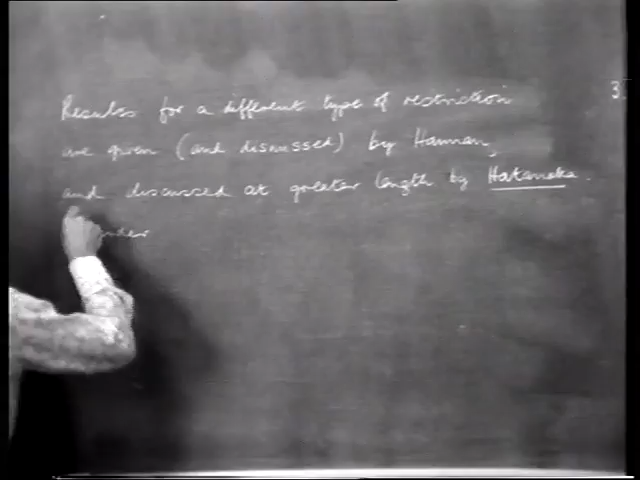 Results for a different type of restriction
are given (and discussed) by Hannan,
and discussed at greater length by Hatanaka.
3.